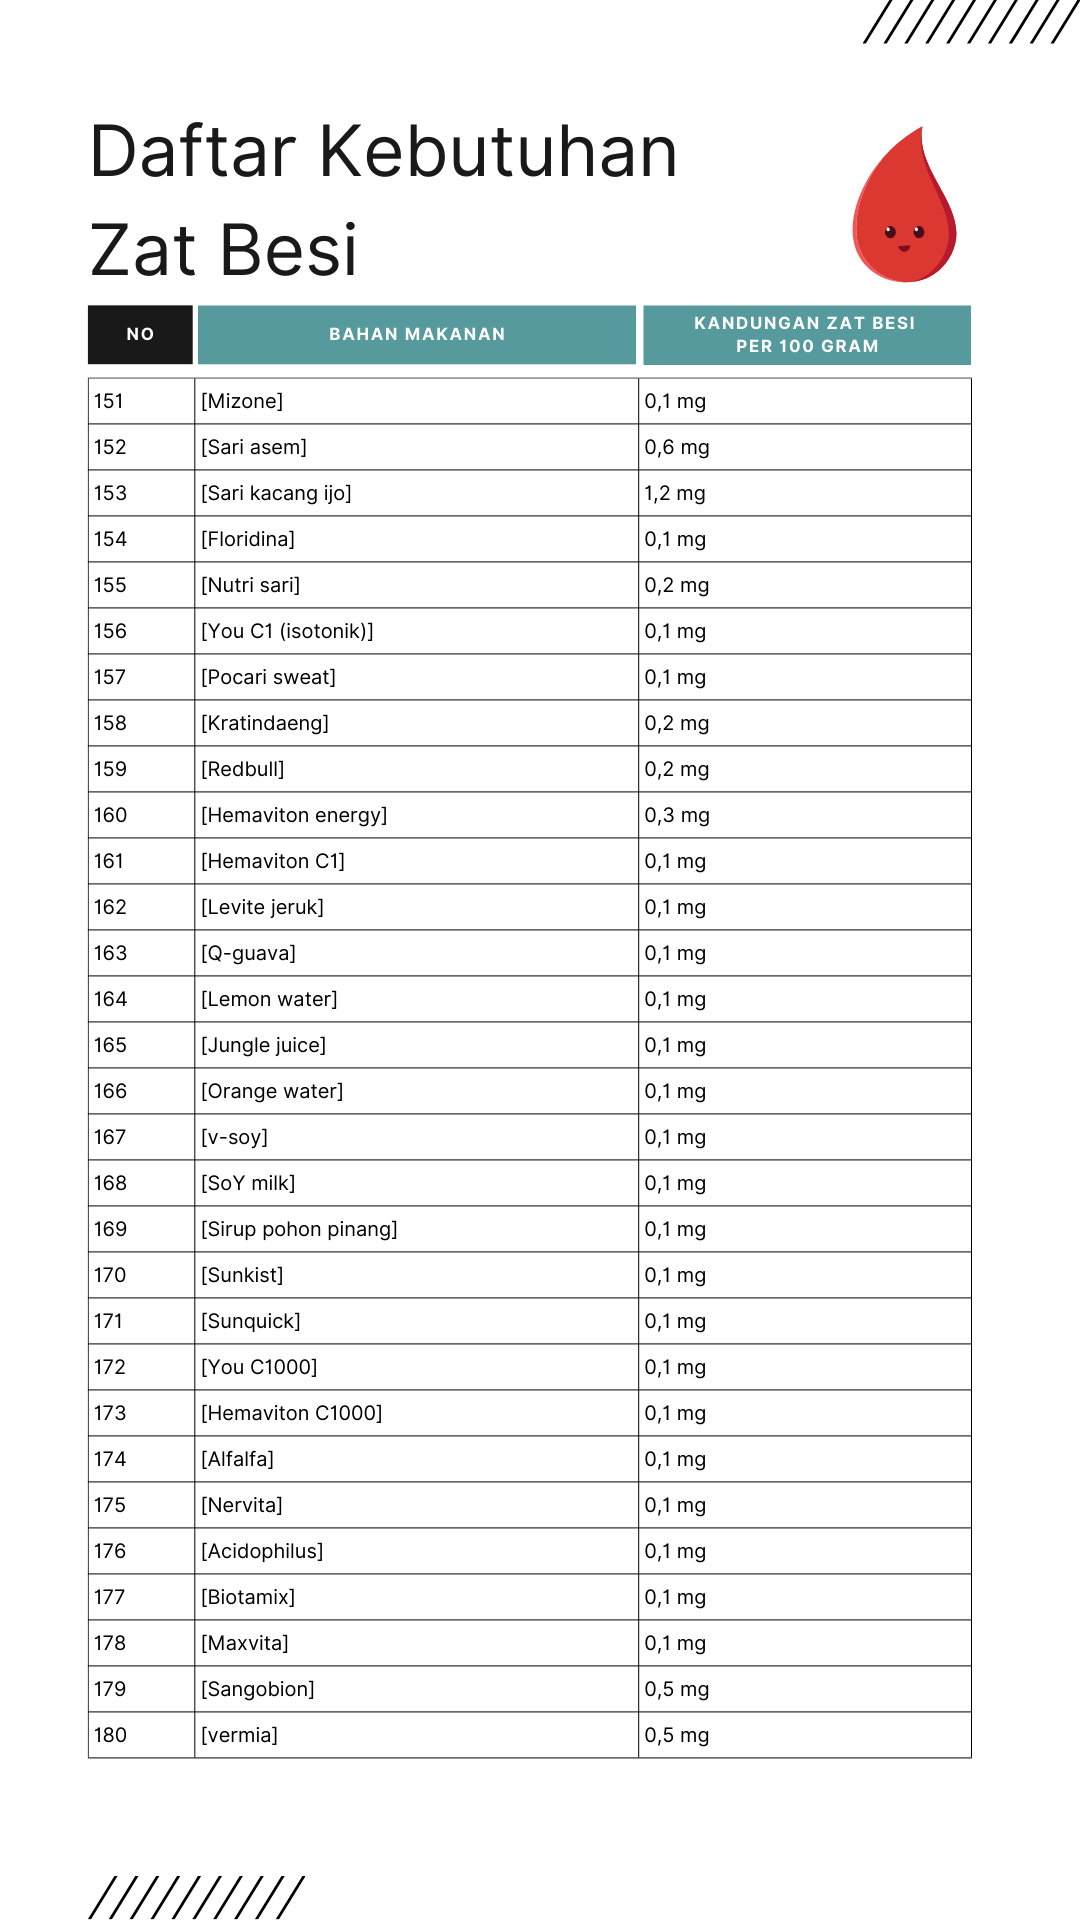 Daftar Kebutuhan
Zat Besi
NO BAHAN MAKANAN KANDUNGAN ZAT BESI
PER 100 GRAM
151 [Mizone] 0,1 mg
152 [Sari asem] 0,6 mg
153 [Sari kacang ijo] 1,2 mg
154 [Floridina] 0,1 mg
155 [Nutri sari] 0,2 mg
156 [You C1 (isotonik)] 0,1 mg
157 [Pocari sweat] 0,1 mg
158 [Kratindaeng] 0,2 mg
159 [Redbull] 0,2 mg
160 [Hemaviton energy] 0,3 mg
161 [Hemaviton C1] 0,1 mg
162 [Levite jeruk] 0,1 mg
163 [Q-guava] 0,1 mg
164 [Lemon water] 0,1 mg
165 [Jungle juice] 0,1 mg
166 [Orange water] 0,1 mg
167 [v-soy] 0,1 mg
168 [SoY milk] 0,1 mg
169 [Sirup pohon pinang] 0,1 mg
170 [Sunkist] 0,1 mg
171 [Sunquick] 0,1 mg
172 [You C1000] 0,1 mg
173 [Hemaviton C1000] 0,1 mg
174 [Alfalfa] 0,1 mg
175 [Nervita] 0,1 mg
176 [Acidophilus] 0,1 mg
177 [Biotamix] 0,1 mg
178 [Maxvita] 0,1 mg
179 [Sangobion] 0,5 mg
180 [vermia] 0,5 mg